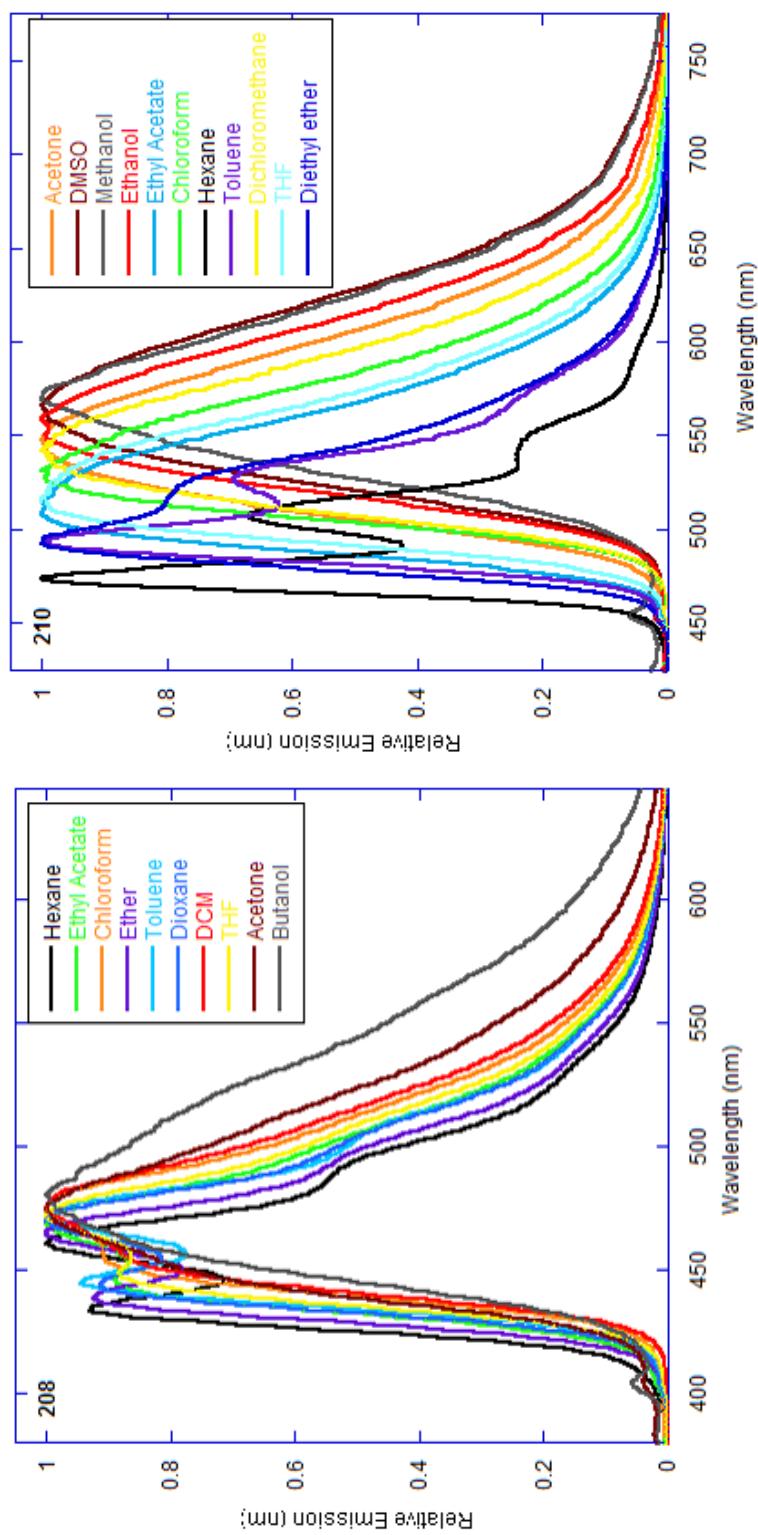 208
Hexane
Ethyl Acetate
Chloroform
Ether
Toluene
Dioxane
DCM
THF
Acetone
Butanol
1
0.8
0.6
0.4
0.2
0
Relative Emission (nm)
400
450
500
550
600
Wavelength (nm)
210
Acetone
DMSO
Methanol
Ethanol
Ethyl Acetate
Chloroform
Hexane
Toluene
Dichloromethane
THF
Diethyl ether
1
0.8
0.6
0.4
0.2
0
Relative Emission (nm)
450
500
550
600
650
700
750
Wavelength (nm)